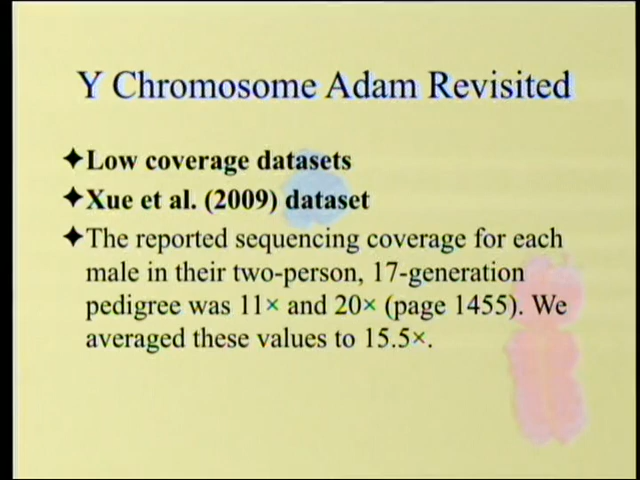 Y Chromosome Adam Revisited
Low coverage datasets
Xue et al. (2009) dataset
The reported sequencing coverage for each
male in their two-person, 17-generation
pedigree was 11× and 20× (page 1455). We
averaged these values to 15.5×.